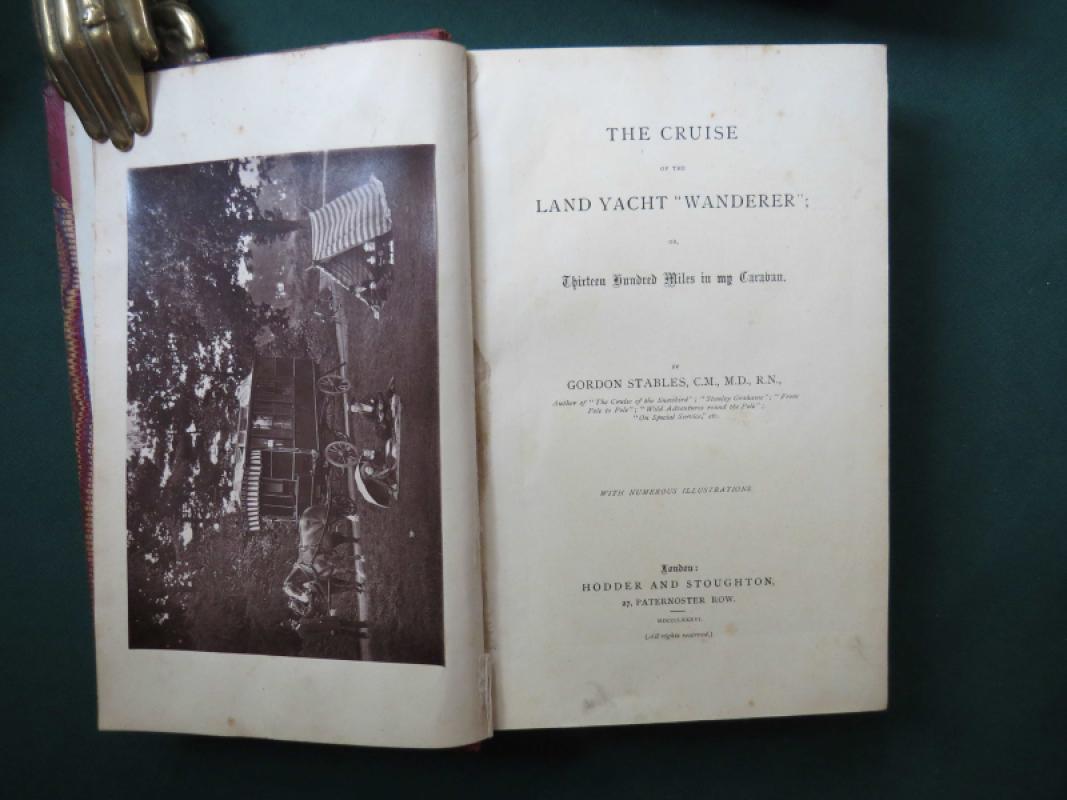 THE CRUISE
OF THE
LAND YACHT "WANDERER";
OR,
Thirteen Hundred Miles in my Caravan.
BY
GORDON STABLES, C.M., M.D., R.N.,
Author of "The Cruise of the Snowbird"; "Stanley Grahame"; "From
Pole to Pole"; "Wild Adventures round the Pole";
"On Special Service," etc.
WITH NUMEROUS ILLUSTRATIONS.
London:
HODDER AND STOUGHTON,
27, PATERNOSTER ROW.
MDCCCLXXXVI.
(All rights reserved.)